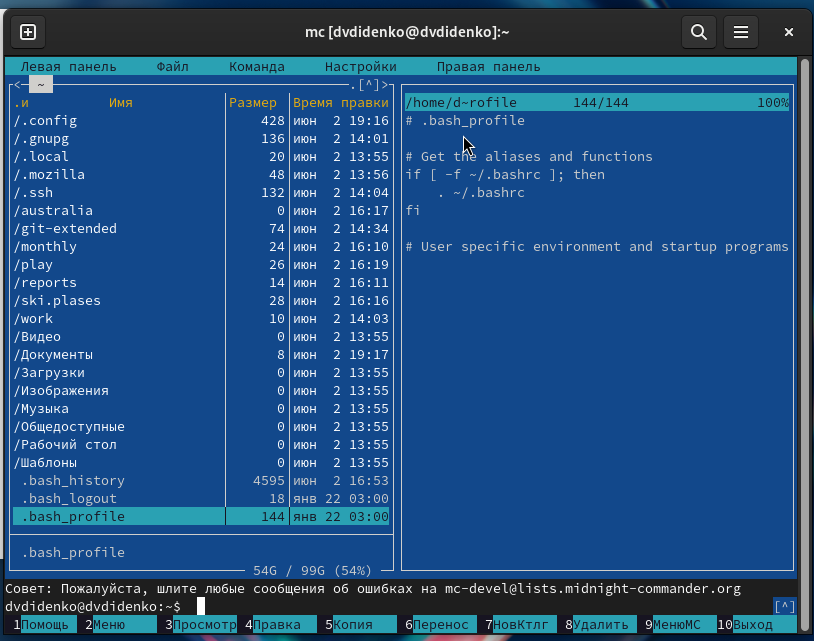 mc [dvdidenko@dvdidenko]:~
Левая панель Файл Команда Настройки Правая панель
<─ ~ .[^]>
.и Имя Размер Время правки
/.config 428 июн 2 19:16
/.gnupg 136 июн 2 14:01
/.local 20 июн 2 13:55
/.mozilla 48 июн 2 13:56
/.ssh 132 июн 2 14:04
/australia 0 июн 2 16:17
/git-extended 74 июн 2 14:34
/monthly 24 июн 2 16:10
/play 26 июн 2 16:19
/reports 14 июн 2 16:11
/ski.plases 28 июн 2 16:16
/work 10 июн 2 14:03
/Видео 0 июн 2 13:55
/Документы 8 июн 2 19:17
/Загрузки 0 июн 2 13:55
/Изображения 0 июн 2 13:55
/Музыка 0 июн 2 13:55
/Общедоступные 0 июн 2 13:55
/Рабочий стол 0 июн 2 13:55
/Шаблоны 0 июн 2 13:55
.bash_history 4595 июн 2 16:53
.bash_logout 18 янв 22 03:00
.bash_profile 144 янв 22 03:00
.bash_profile
54G / 99G (54%)
/home/d~rofile 144/144 100%
# .bash_profile
# Get the aliases and functions
if [ -f ~/.bashrc ]; then
. ~/.bashrc
fi
# User specific environment and startup programs
Совет: Пожалуйста, шлите любые сообщения об ошибках на mc-devel@lists.midnight-commander.org
dvdidenko@dvdidenko:~$ [^]
1Помощь 2Меню 3Просмотр 4Правка 5Копия 6Перенос 7НовКтлг 8Удалить 9МенюMC 10Выход